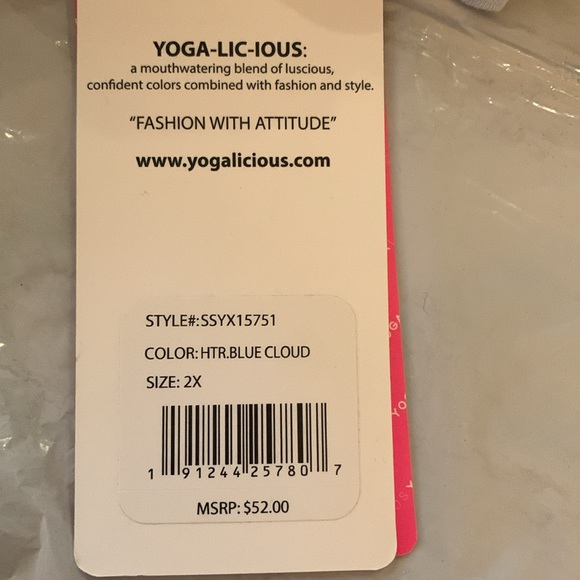 YOGA-LIC-IOUS:
a mouthwatering blend of luscious,
confident colors combined with fashion and style.
"FASHION WITH ATTITUDE"
www.yogalicious.com
STYLE#:SSYX15751
COLOR: HTR.BLUE CLOUD
SIZE: 2X
1 91244 25780 7
MSRP: $52.00